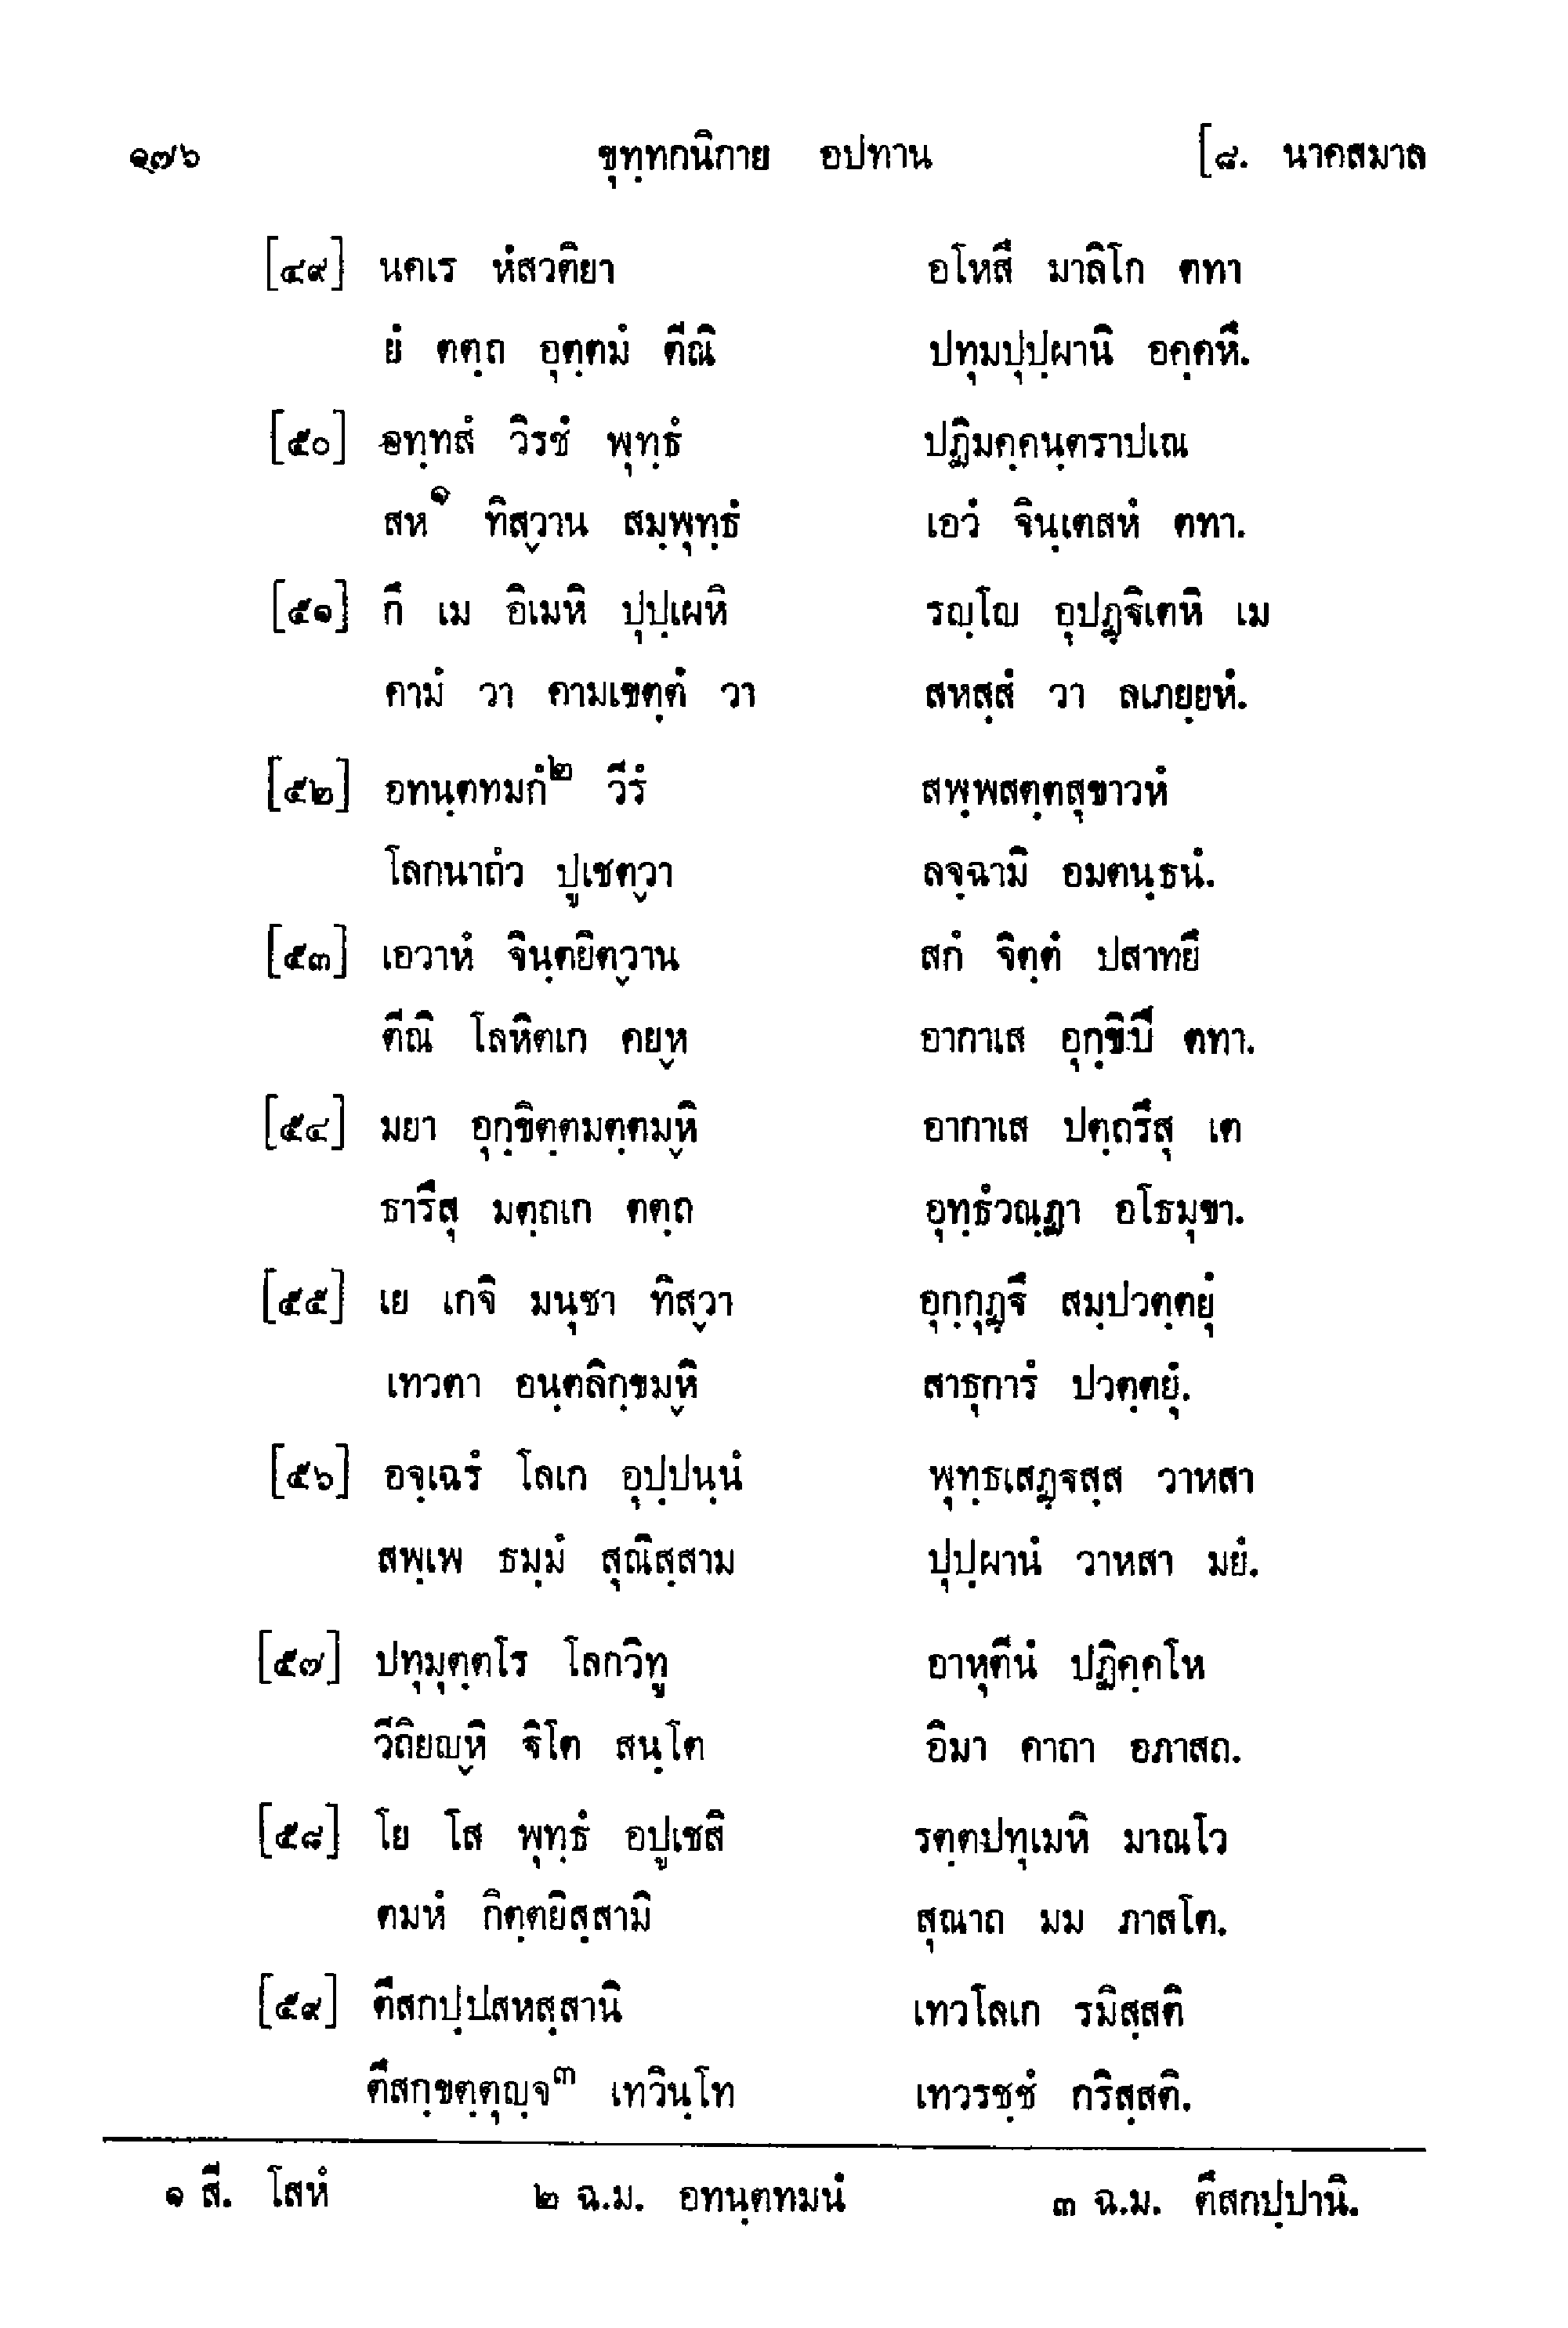 ๑๗๖ ขุทฺทกนิกาย อปทาน [๘. นาคสมาล
[๔๙] นคเร หํสวติยา อโหสึ มาลิโก ตทา
ยํ ตตฺถ อุตฺตมํ ตีณิ ปทุมปุปฺผานิ อคฺคหึ.
[๕๐] อทฺทสํ วิรชํ พุทฺธํ ปฏิมคฺคนฺตราปเณ
สห๑ ทิสฺวาน สมฺพุทฺธํ เอวํ จินฺเตสหํ ตทา.
[๕๑] กึ เม อิเมหิ ปุปฺเผหิ รญฺโญ อุปฏฺฐิเตหิ เม
คามํ วา คามเขตฺตํ วา สหสฺสํ วา ลเภยฺยหํ.
[๕๒] อทนฺตทมกํ๒ วีรํ สพฺพสตฺตสุขาวหํ
โลกนาถํว ปูเชตฺวา ลจฺฉามิ อมตนฺธนํ.
[๕๓] เอวาหํ จินฺตยิตฺวาน สกํ จิตฺตํ ปสาทยึ
ตีณิ โลหิตเก คยฺห อากาเส อุกฺขิปึ ตทา.
[๕๔] มยา อุกฺขิตฺตมตฺตมฺหิ อากาเส ปตฺถรึสุ เต
ธารึสุ มตฺถเก ตตฺถ อุทฺธํวณฺฏา อโธมุขา.
[๕๕] เย เกจิ มนุชา ทิสฺวา อุกฺกุฏฺฐึ สมฺปวตฺตยุํ
เทวตา อนฺตลิกฺขมฺหิ สาธุการํ ปวตฺตยุํ.
[๕๖] อจฺเฉรํ โลเก อุปฺปนฺนํ พุทฺธเสฏฺฐสฺส วาหสา
สพฺเพ ธมฺมํ สุณิสฺสาม ปุปฺผานํ วาหสา มยํ.
[๕๗] ปทุมุตฺตโร โลกวิทู อาหุตีนํ ปฏิคฺคโห
วีถิยญฺหิ ฐิโต สนฺโต อิมา คาถา อภาสถ.
[๕๘] โย โส พุทฺธํ อปูเชสิ รตฺตปทุเมหิ มาณโว
ตมหํ กิตฺตยิสฺสามิ สุณาถ มม ภาสโต.
[๕๙] ตึสกปฺปสหสฺสานิ เทวโลเก รมิสฺสติ
ตึสกฺขตฺตุญฺจ๓ เทวินฺโท เทวรชฺชํ กริสฺสติ.
๑ สี. โสหํ ๒ ฉ.ม. อทนฺตทมนํ ๓ ฉ.ม. ตึสกปฺปานิ.